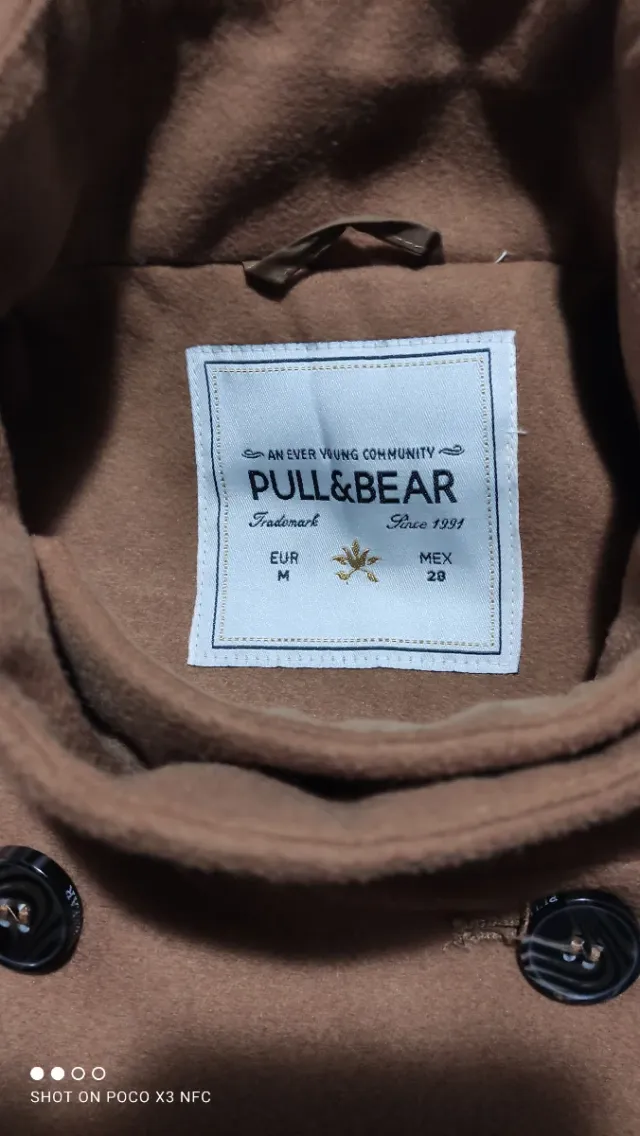 AN EVER YOUNG COMMUNITY
PULL&BEAR
Trademark Since 1991
EUR MEX
M 28
SHOT ON POCO X3 NFC